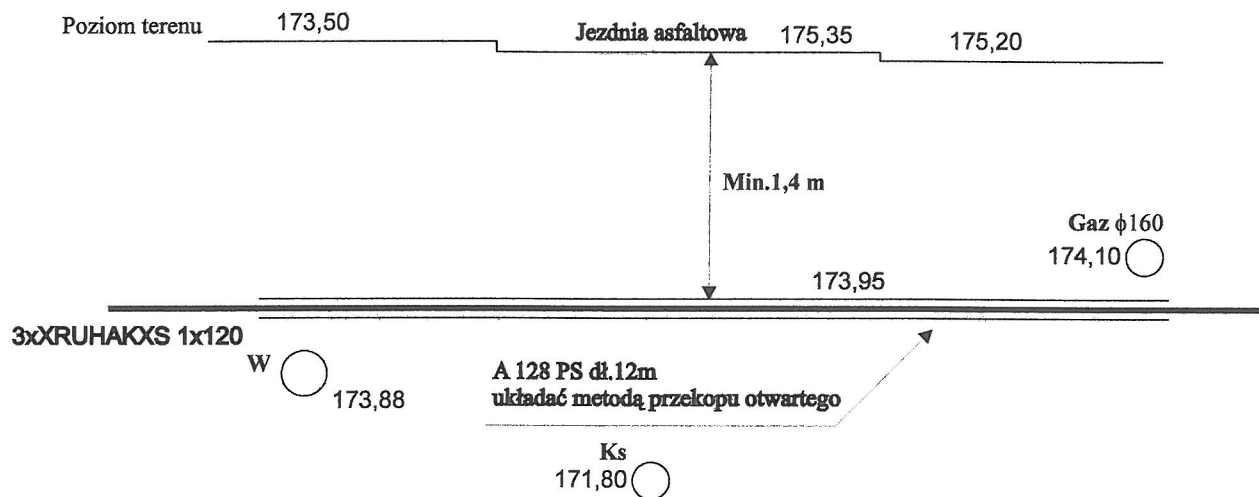 Poziom terenu 173,50 Jezdnia asfaltowa 175,35 175,20
Min.1,4 m
Gaz ϕ160
174,10
173,95
3xXRUHAKXS 1x120
W
173,88
A 128 PS dł.12m
układać metodą przekopu otwartego
Ks
171,80